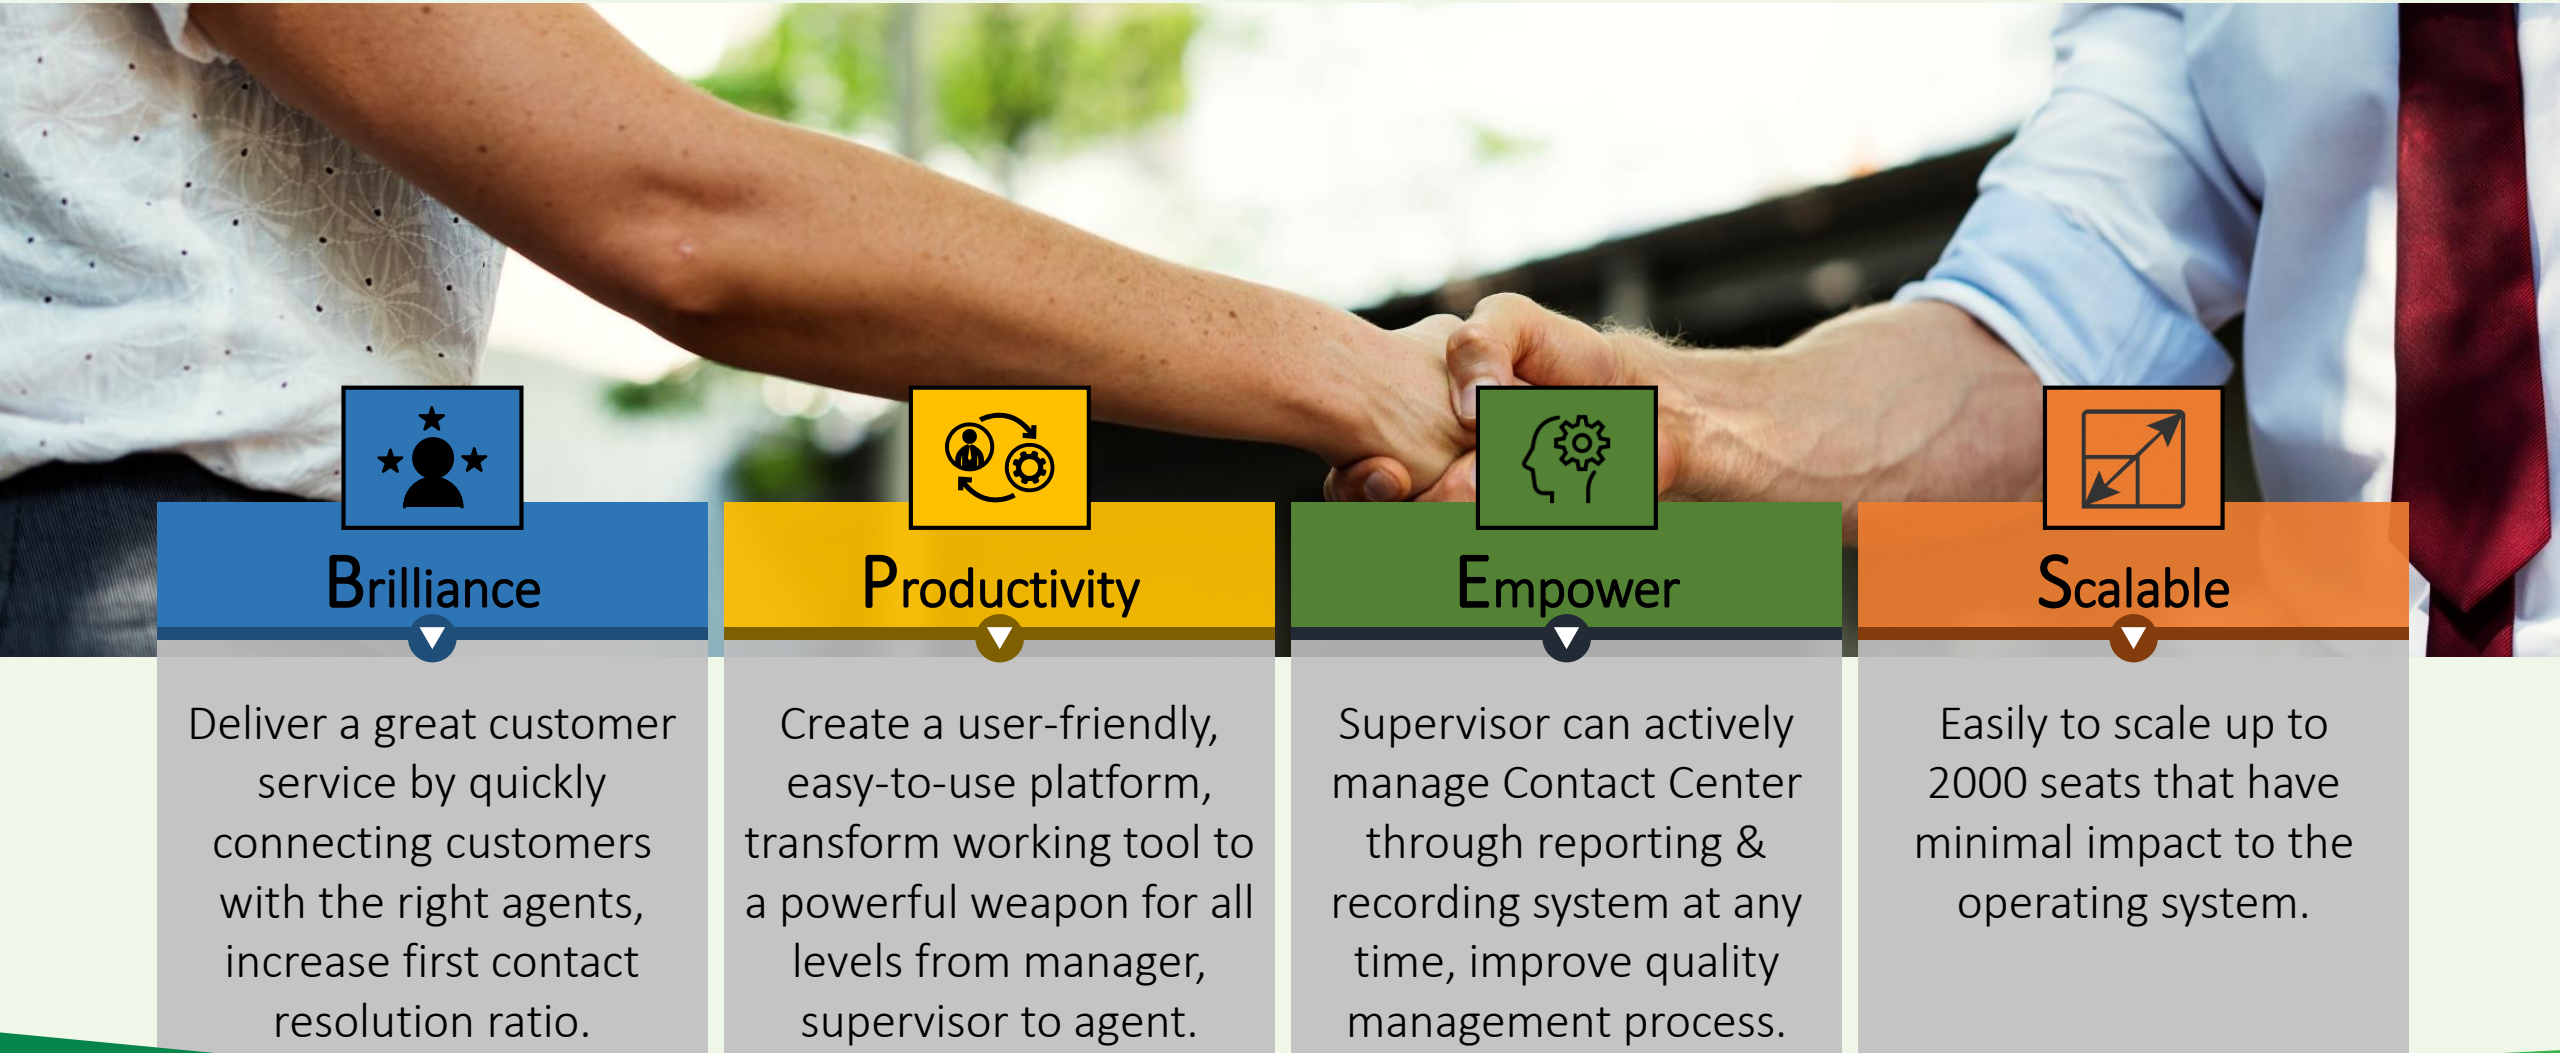 Brilliance
Deliver a great customer
service by quickly
connecting customers
with the right agents,
increase first contact
resolution ratio.
Productivity
Create a user-friendly,
easy-to-use platform,
transform working tool to
a powerful weapon for all
levels from manager,
supervisor to agent.
Empower
Supervisor can actively
manage Contact Center
through reporting &
recording system at any
time, improve quality
management process.
Scalable
Easily to scale up to
2000 seats that have
minimal impact to the
operating system.